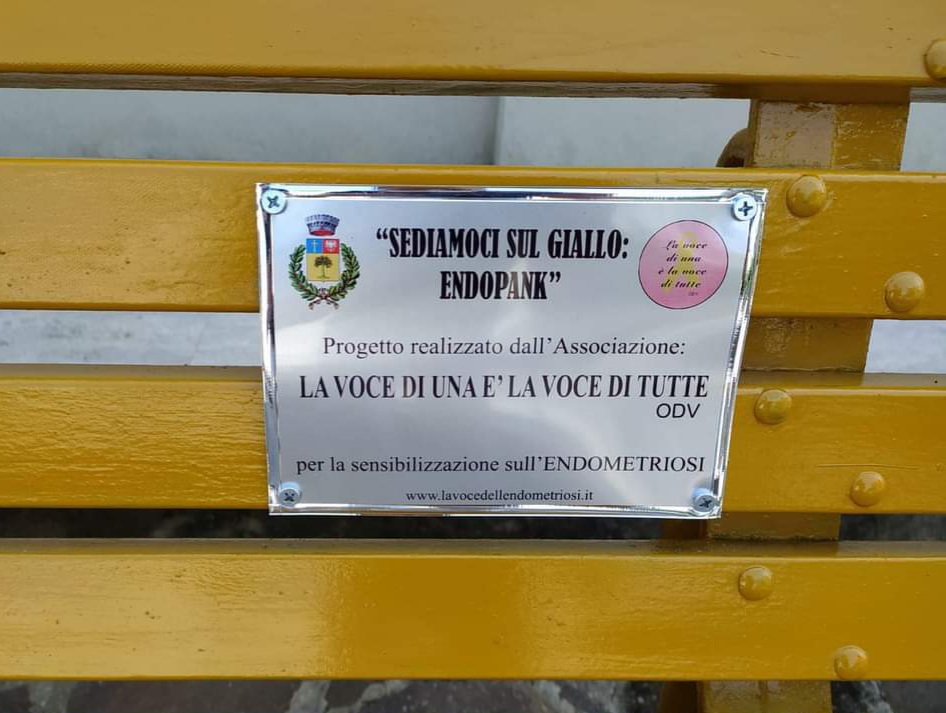 "SEDIAMOCI SUL GIALLO:
ENDOPANK"
La voce
di una
è la voce
di tutte
Progetto realizzato dall'Associazione:
LA VOCE DI UNA E' LA VOCE DI TUTTE
ODV
per la sensibilizzazione sull'ENDOMETRIOSI
www.lavocedellendometriosi.it